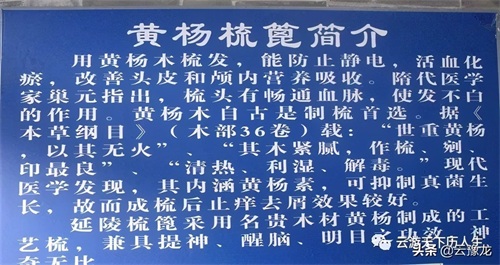 黄杨梳篦简介
用黄杨木梳发，能防止静电，活血化
瘀，改善头皮和颅内营养吸收。隋代医学
家巢元指出，梳头有畅通血脉，使发不白
的作用。黄杨木自古是制梳首选。据《
本草纲目》（木部36卷）载：“世重黄杨
，以其无火”、“其木紧腻，作梳、剜、
印最良”、“清热、利湿、解毒。”现代
医学发现，其内涵黄杨素，可抑制真菌生
长，故而成梳后止痒去屑效果较好。
延陵梳篦采用名贵木材黄杨制成的工
艺梳，兼具提神、醒脑、明目之功效
头条 @云豫龙